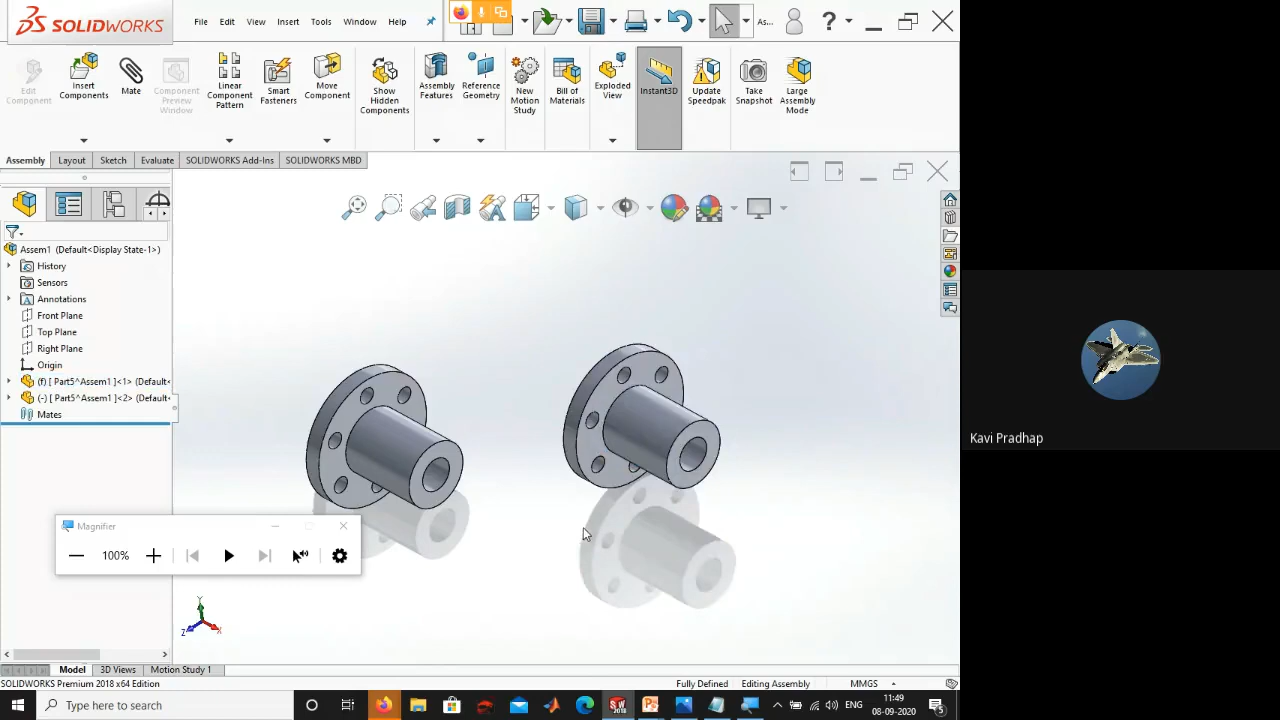 SOLIDWORKS
File Edit View Insert Tools Window Help
As...
?
Edit Component
Insert Components
Mate
Component Preview Window
Linear Component Pattern
Smart Fasteners
Move Component
Show Hidden Components
Assembly Features
Reference Geometry
New Motion Study
Bill of Materials
Exploded View
Instant3D
Update Speedpak
Take Snapshot
Large Assembly Mode
Assembly Layout Sketch Evaluate SOLIDWORKS Add-Ins SOLIDWORKS MBD
Assem1 (Default<Display State-1>)
History
Sensors
Annotations
Front Plane
Top Plane
Right Plane
Origin
(f) [ Part5^Assem1 ]<1> (Default<
(-) [ Part5^Assem1 ]<2> (Default<
Mates
Magnifier
100%
Y
Z
X
Kavi Pradhap
Model 3D Views Motion Study 1
SOLIDWORKS Premium 2018 x64 Edition
Fully Defined Editing Assembly MMGS
Type here to search
ENG
11:49
08-09-2020
5